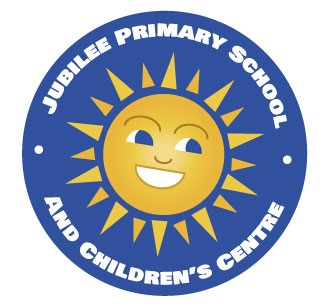 JUBILEE PRIMARY SCHOOL
AND CHILDREN'S CENTRE